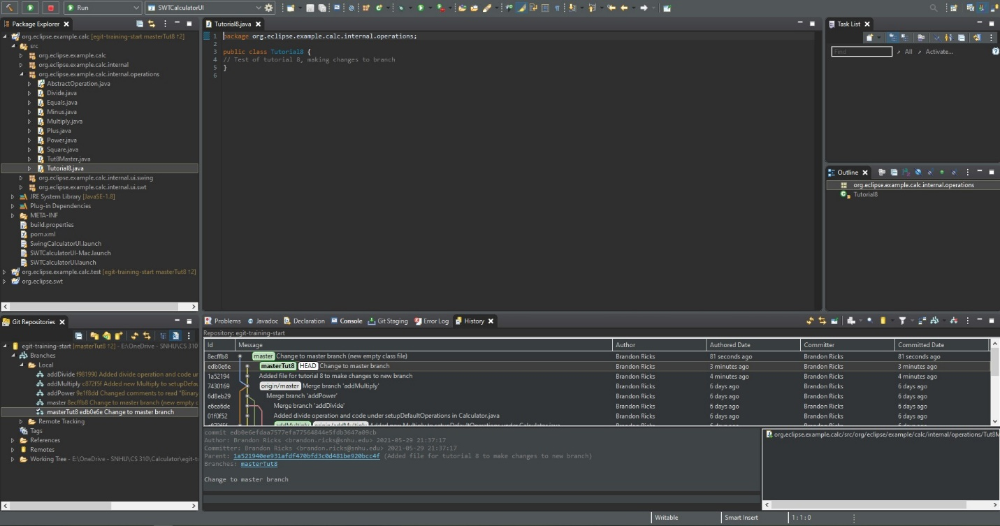 Run
SWTCalculatorUI
Package Explorer
org.eclipse.example.calc [egit-training-start masterTut8 ↑2]
src
org.eclipse.example.calc
org.eclipse.example.calc.internal
org.eclipse.example.calc.internal.operations
AbstractOperation.java
Divide.java
Equals.java
Minus.java
Multiply.java
Plus.java
Power.java
Square.java
Tut8Master.java
Tutorial8.java
org.eclipse.example.calc.internal.ui.swing
org.eclipse.example.calc.internal.ui.swt
JRE System Library [JavaSE-1.8]
Plug-in Dependencies
META-INF
build.properties
pom.xml
SwingCalculatorUI.launch
SWTCalculatorUI-Mac.launch
SWTCalculatorUI.launch
org.eclipse.example.calc.test [egit-training-start masterTut8 ↑2]
org.eclipse.swt
Tutorial8.java
1 package org.eclipse.example.calc.internal.operations;
2
3 public class Tutorial8 {
4 // Test of tutorial 8, making changes to branch
5 }
6
Task List
Find All Activate...
Outline
org.eclipse.example.calc.internal.operations
Tutorial8
Git Repositories
egit-training-start [masterTut8 ↑2] - E:\OneDrive - SNHU\CS 310
Branches
Local
addDivide f981990 Added divide operation and code un
addMultiply c872f5f Added new Multiply to setupDefau
addPower 9e1f8dd Changed comments to read "Binary
master 8ecffb8 Change to master branch (new empty c
masterTut8 edb0e6e Change to master branch
Remote Tracking
Tags
References
Remotes
Working Tree - E:\OneDrive - SNHU\CS 310\Calculator\egit-t
Problems Javadoc Declaration Console Git Staging Error Log History
Repository: egit-training-start
Id Message Author Authored Date Committer Committed Date
8ecffb8 master Change to master branch (new empty class file) Brandon Ricks 81 seconds ago Brandon Ricks 81 seconds ago
edb0e6e masterTut8 HEAD Change to master branch Brandon Ricks 3 minutes ago Brandon Ricks 3 minutes ago
1a52194 Added file for tutorial 8 to make changes to new branch Brandon Ricks 4 minutes ago Brandon Ricks 4 minutes ago
7430169 origin/master Merge branch 'addMultiply' Brandon Ricks 6 days ago Brandon Ricks 6 days ago
6d8eb29 Merge branch 'addPower' Brandon Ricks 6 days ago Brandon Ricks 6 days ago
e6ea6de Merge branch 'addDivide' Brandon Ricks 6 days ago Brandon Ricks 6 days ago
01f0f52 Added divide operation and code under setupDefaultOperations in Calculator.java Brandon Ricks 6 days ago Brandon Ricks 6 days ago
c872f5f addMultiply origin/addMultiply Added new Multiply to setupDefaultOperations under Calculator.java Brandon Ricks 6 days ago Brandon Ricks 6 days ago
commit edb0e6efdaa7577efa77564844e5fdb3647a09cb
Author: Brandon Ricks <brandon.ricks@snhu.edu> 2021-05-29 21:37:17
Committer: Brandon Ricks <brandon.ricks@snhu.edu> 2021-05-29 21:37:17
Parent: 1a521940ee931afdf470bfd3c0d481be920bcc4f (Added file for tutorial 8 to make changes to new branch)
Branches: masterTut8
Change to master branch
org.eclipse.example.calc/src/org/eclipse/example/calc/internal/operations/Tut8M
Writable Smart Insert 1 : 1 : 0